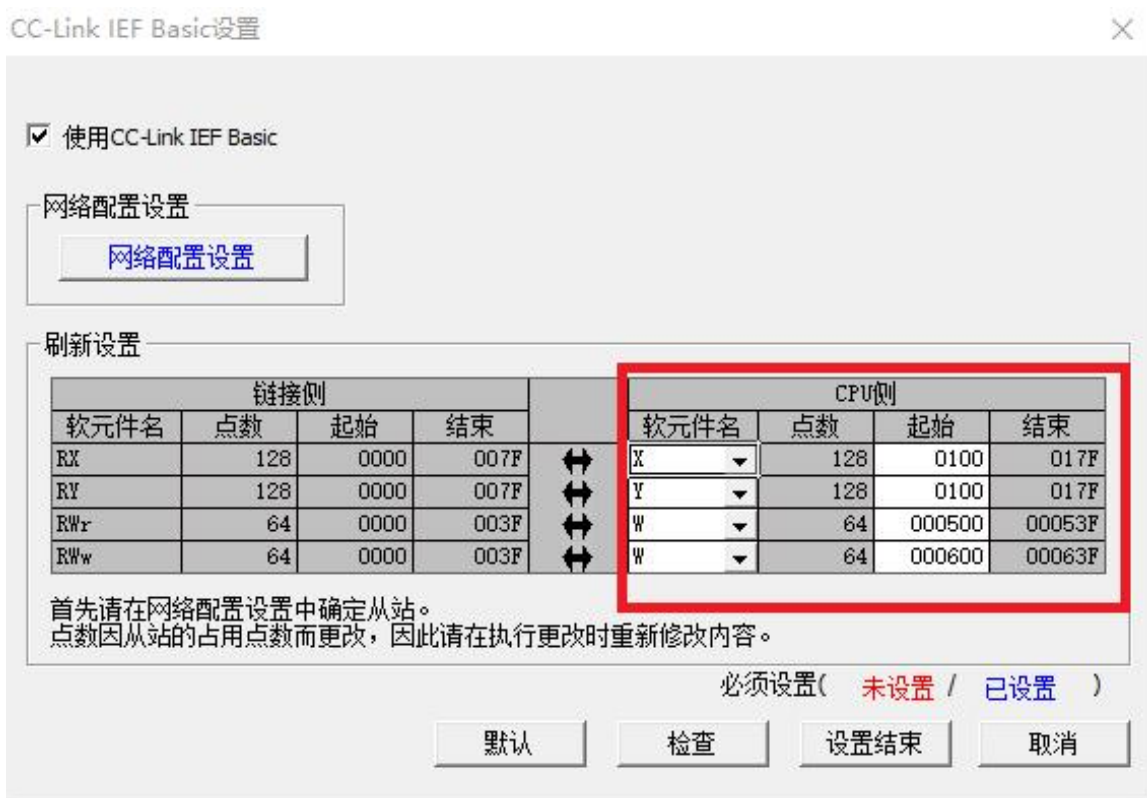 CC-Link IEF Basic设置
使用CC-Link IEF Basic
网络配置设置
网络配置设置
刷新设置
链接侧 CPU侧
软元件名 点数 起始 结束 软元件名 点数 起始 结束
RX 128 0000 007F X 128 0100 017F
RY 128 0000 007F Y 128 0100 017F
RWr 64 0000 003F W 64 000500 00053F
RWw 64 0000 003F W 64 000600 00063F
首先请在网络配置设置中确定从站。
点数因从站的占用点数而更改，因此请在执行更改时重新修改内容。
必须设置( 未设置 / 已设置 )
默认 检查 设置结束 取消